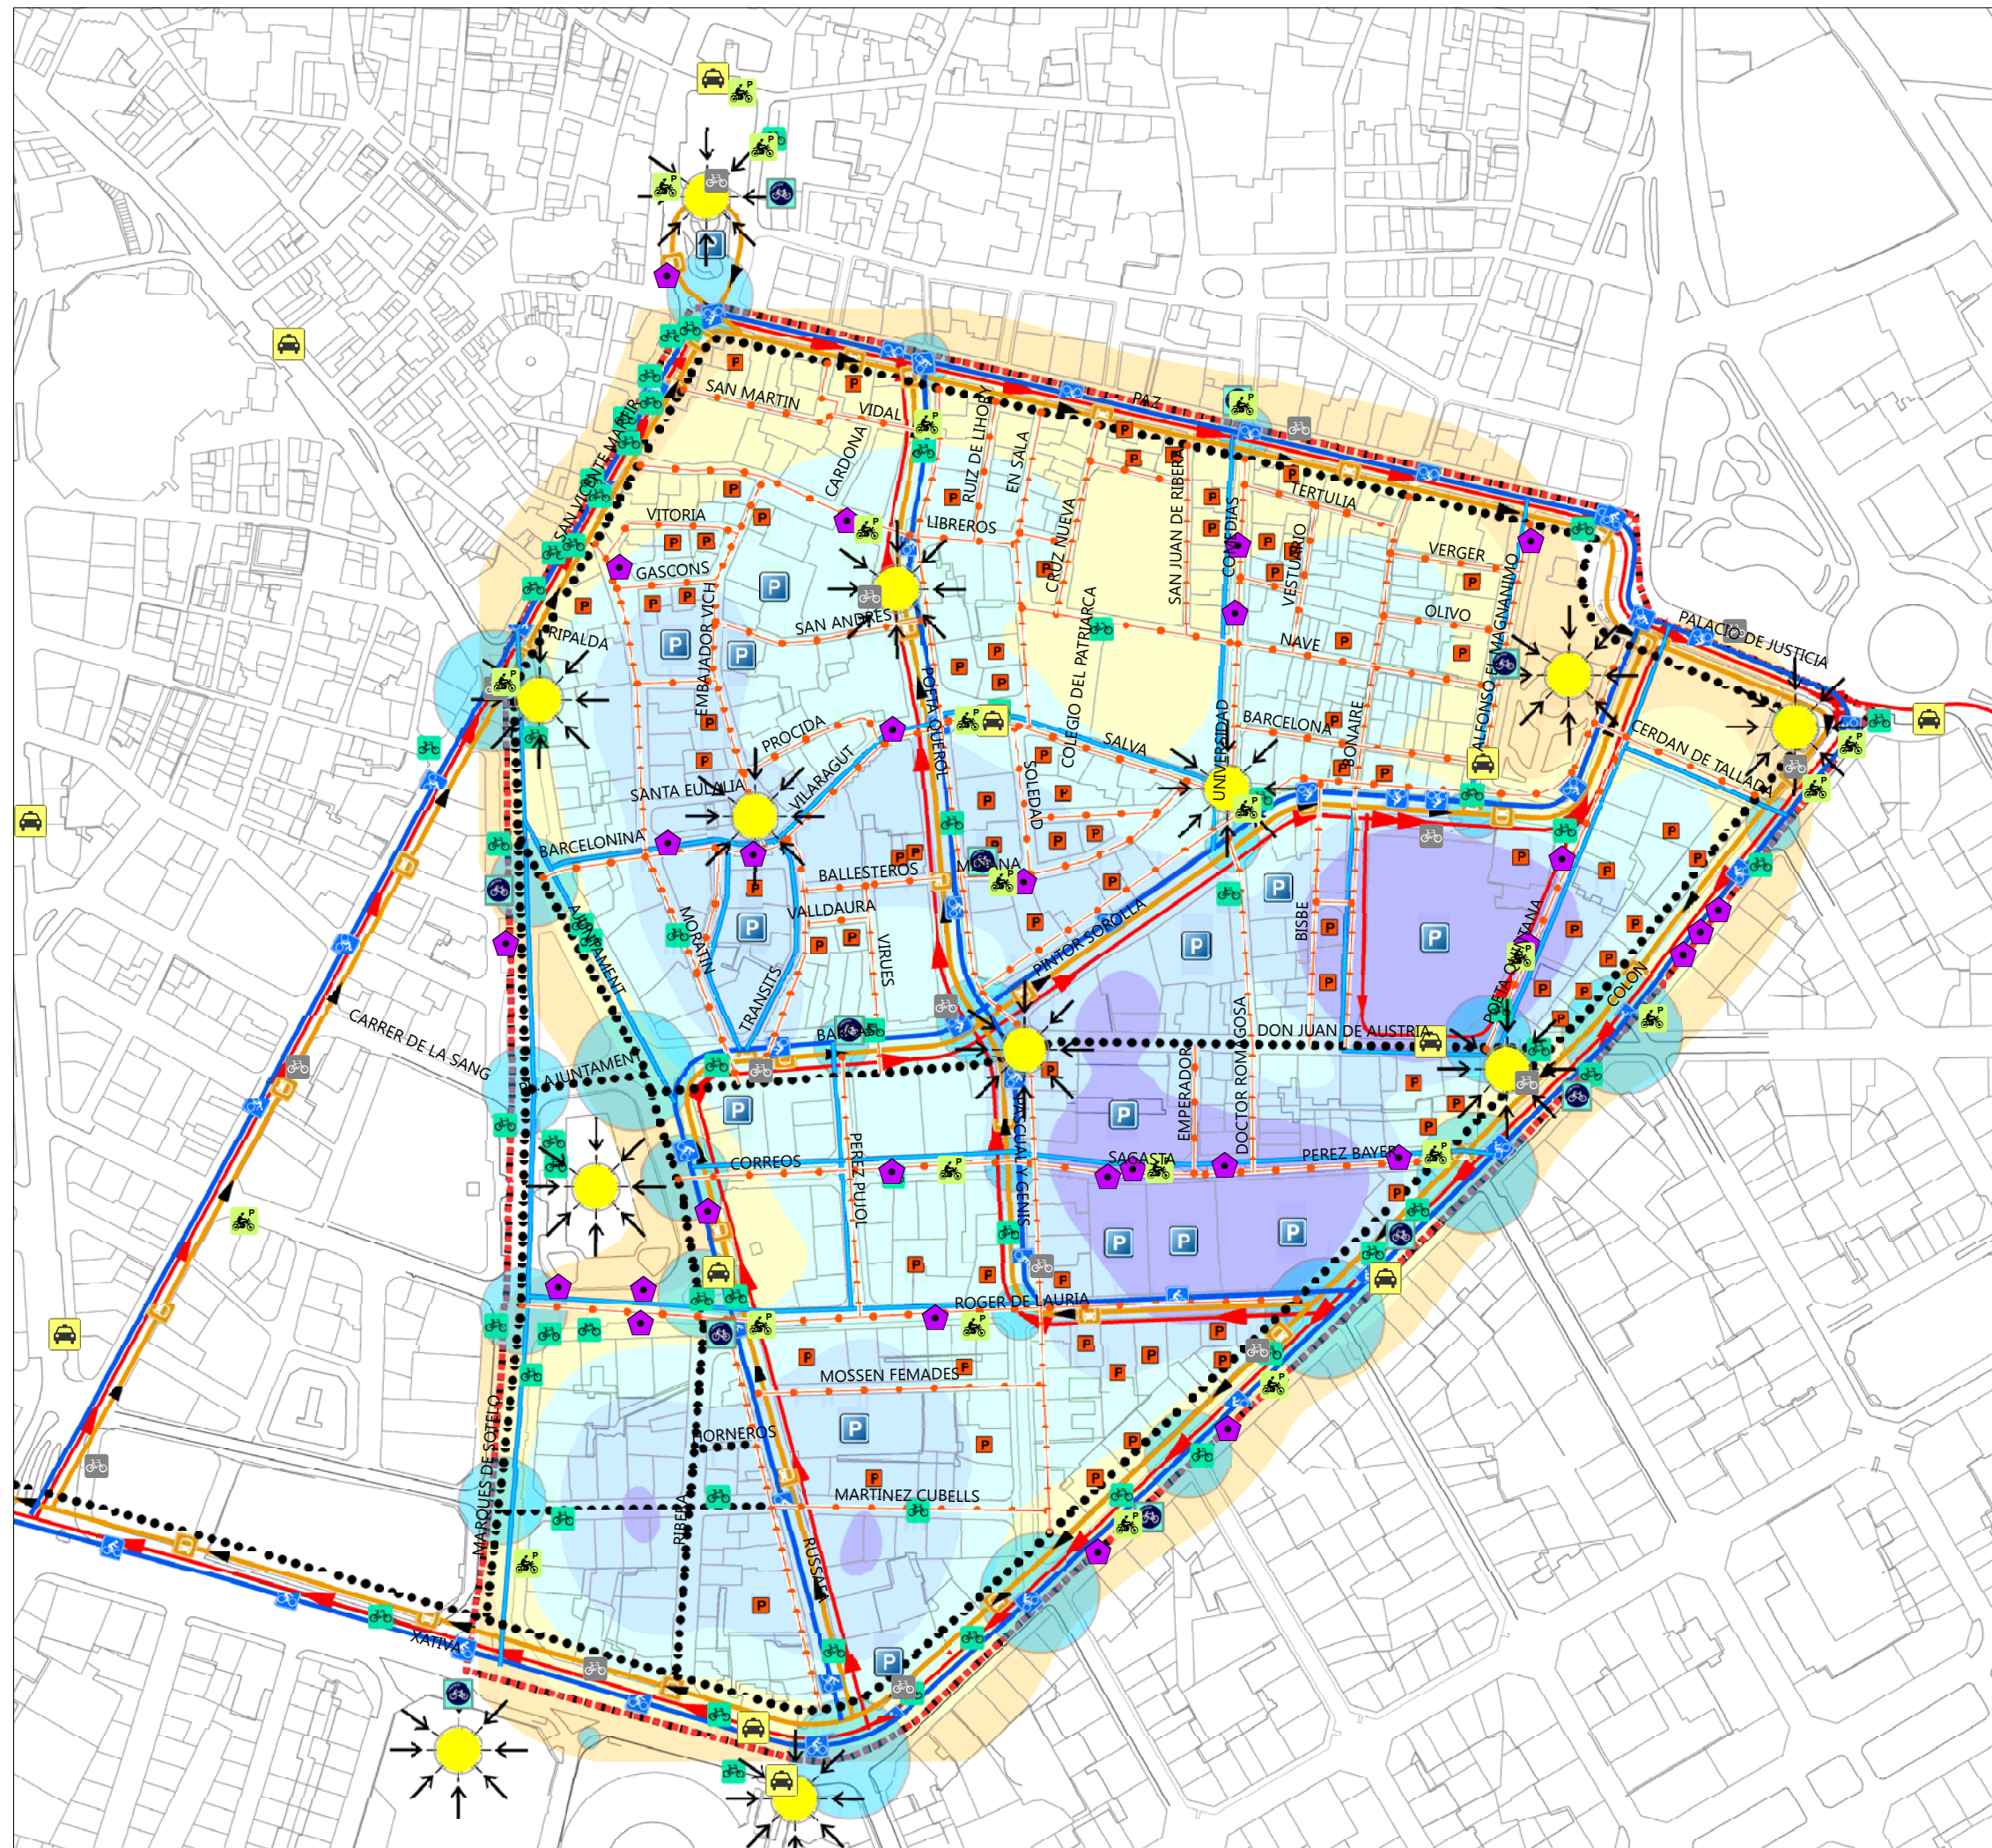 SAN MARTIN
VIDAL
PAZ
CARDONA
RUIZ DE LIHORY
EN SALA
SAN VICENTE MARTIR
VITORIA
LIBREROS
CRUZ NUEVA
SAN JUAN DE RIBERA
COMEDIAS
TERTULIA
VESTUARIO
VERGER
GASCONS
EMBAJADOR VICH
SAN ANDRES
COLEGIO DEL PATRIARCA
OLIVO
ALFONSO EL MAGNANIMO
RIPALDA
NAVE
PALACIO DE JUSTICIA
POETA QUEROL
PROCIDA
SALVA
UNIVERSIDAD
BARCELONA
BONAIRE
CERDAN DE TALLADA
SANTA EULALIA
VILARAGUT
SOLEDAD
BARCELONINA
BALLESTEROS
MORATIN
VALLDAURA
VIRUES
PINTOR SOROLLA
BISBE
POETA QUINTANA
COLON
AJUNTAMENT
TRANSITS
CARRER DE LA SANG
DON JUAN DE AUSTRIA
AJUNTAMENT
EMPERADOR
DOCTOR ROMAGOSA
PASCUAL Y GENIS
CORREOS
PEREZ PUJOL
SAGASTA
PEREZ BAYER
ROGER DE LAURIA
MOSSEN FEMADES
MARQUES DE SOTELO
HORNEROS
MARTINEZ CUBELLS
RIBERA
RUSSAFA
XATIVA